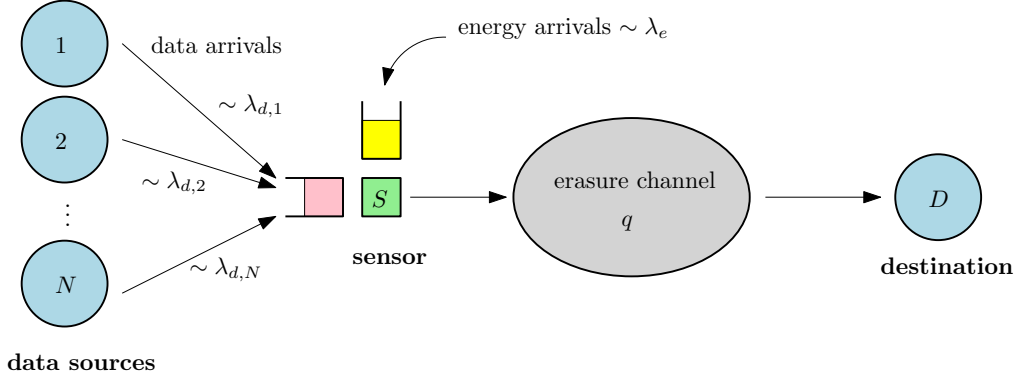 1
data arrivals
energy arrivals ∼ λ_e
∼ λ_{d,1}
2
∼ λ_{d,2}
⋮
S
erasure channel
q
D
sensor
destination
∼ λ_{d,N}
N
data sources